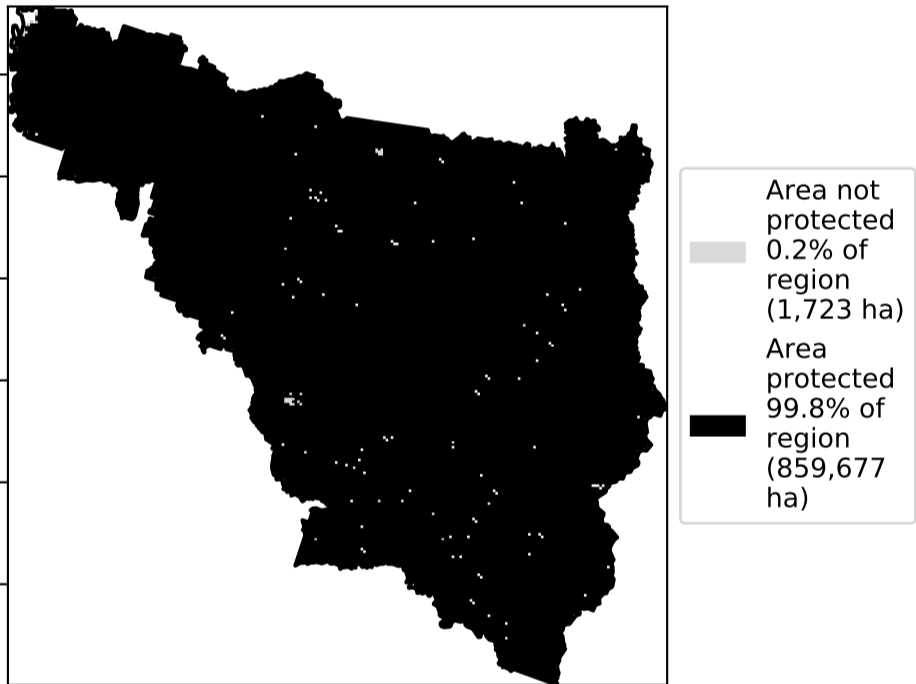 Area not
protected
0.2% of
region
(1,723 ha)
Area
protected
99.8% of
region
(859,677
ha)